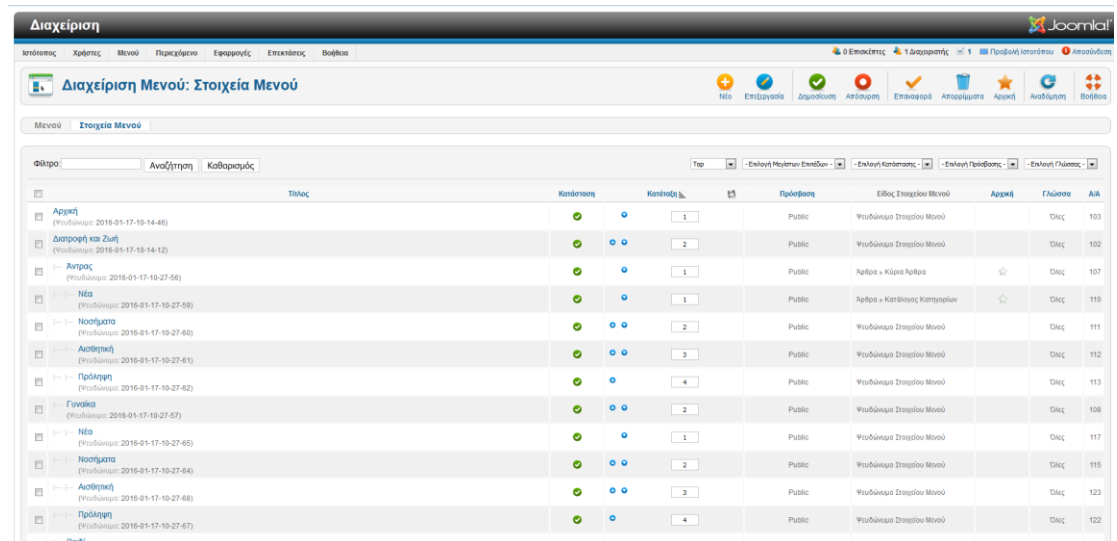 Διαχείριση
Joomla!
Ιστότοπος Χρήστες Μενού Περιεχόμενο Εφαρμογές Επεκτάσεις Βοήθεια 0 Επισκέπτες 1 Διαχειριστής 1 Προβολή Ιστοτόπου Αποσύνδεση
Διαχείριση Μενού: Στοιχεία Μενού
Νέο Επεξεργασία Δημοσίευση Απόσυρση Επαναφορά Απορρίμματα Αρχική Αναδόμηση Βοήθεια
Μενού Στοιχεία Μενού
Φίλτρο: Αναζήτηση Καθαρισμός Top - Επιλογή Μεγίστων Επιπέδων - - Επιλογή Κατάστασης - - Επιλογή Πρόσβασης - - Επιλογή Γλώσσας -
Τίτλος Κατάσταση Κατάταξη Πρόσβαση Είδος Στοιχείου Μενού Αρχική Γλώσσα Α/Α
Αρχική
(Ψευδώνυμο: 2016-01-17-10-14-46) 1 Public Ψευδώνυμο Στοιχείου Μενού Όλες 103
Διατροφή και Ζωή
(Ψευδώνυμο: 2016-01-17-10-14-12) 2 Public Ψευδώνυμο Στοιχείου Μενού Όλες 102
Άντρας
(Ψευδώνυμο: 2016-01-17-10-27-56) 1 Public Άρθρα » Κύρια Άρθρα Όλες 107
Νέα
(Ψευδώνυμο: 2016-01-17-10-27-59) 1 Public Άρθρα » Κατάλογος Κατηγορίων Όλες 110
Νοσήματα
(Ψευδώνυμο: 2016-01-17-10-27-60) 2 Public Ψευδώνυμο Στοιχείου Μενού Όλες 111
Αισθητική
(Ψευδώνυμο: 2016-01-17-10-27-61) 3 Public Ψευδώνυμο Στοιχείου Μενού Όλες 112
Πρόληψη
(Ψευδώνυμο: 2016-01-17-10-27-62) 4 Public Ψευδώνυμο Στοιχείου Μενού Όλες 113
Γυναίκα
(Ψευδώνυμο: 2016-01-17-10-27-57) 2 Public Ψευδώνυμο Στοιχείου Μενού Όλες 108
Νέα
(Ψευδώνυμο: 2016-01-17-10-27-65) 1 Public Ψευδώνυμο Στοιχείου Μενού Όλες 117
Νοσήματα
(Ψευδώνυμο: 2016-01-17-10-27-64) 2 Public Ψευδώνυμο Στοιχείου Μενού Όλες 115
Αισθητική
(Ψευδώνυμο: 2016-01-17-10-27-68) 3 Public Ψευδώνυμο Στοιχείου Μενού Όλες 123
Πρόληψη
(Ψευδώνυμο: 2016-01-17-10-27-67) 4 Public Ψευδώνυμο Στοιχείου Μενού Όλες 122